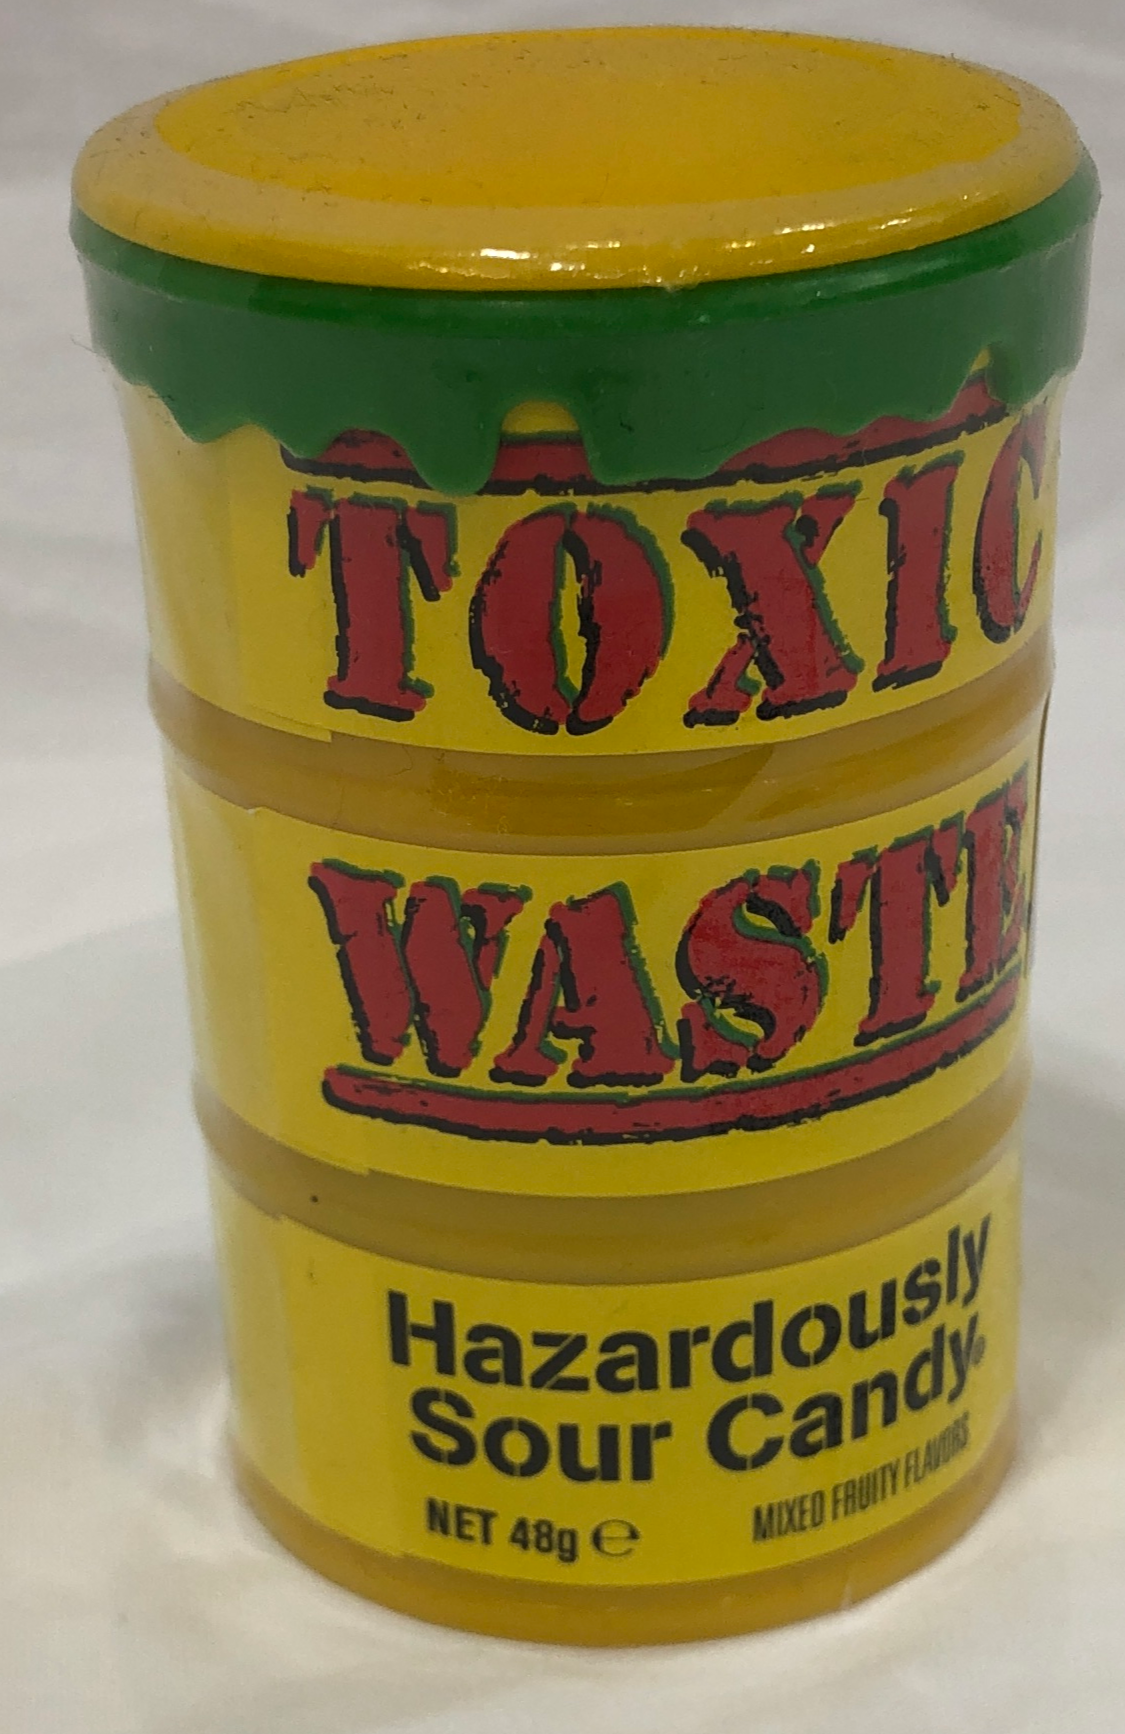 TOXIC
WASTE®
Hazardously
Sour Candy®
NET 48g ℮
MIXED FRUITY FLAVORS